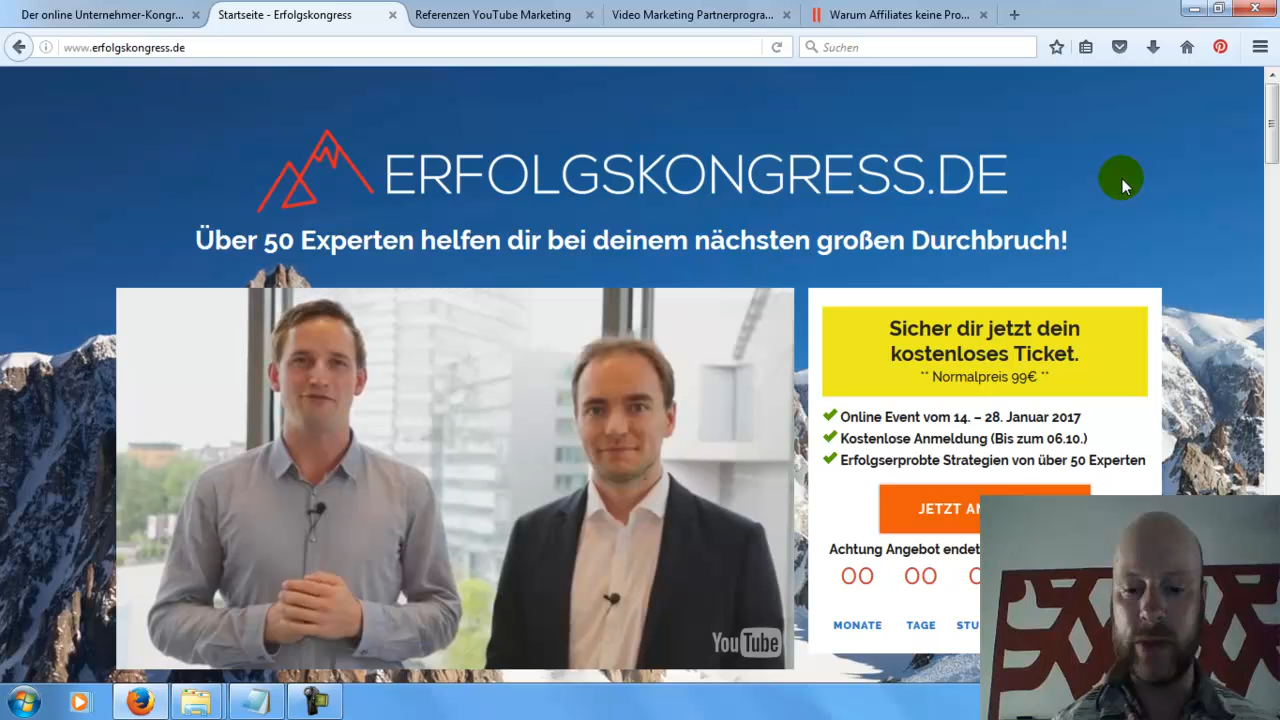 Der online Unternehmer-Kongr...
Startseite - Erfolgskongress
Referenzen YouTube Marketing
Video Marketing Partnerprogra...
Warum Affiliates keine Pro...
www.erfolgskongress.de
Suchen
ERFOLGSKONGRESS.DE
Über 50 Experten helfen dir bei deinem nächsten großen Durchbruch!
Sicher dir jetzt dein
kostenloses Ticket.
** Normalpreis 99€ **
Online Event vom 14. – 28. Januar 2017
Kostenlose Anmeldung (Bis zum 06.10.)
Erfolgserprobte Strategien von über 50 Experten
JETZT AN
Achtung Angebot endet
00 00
MONATE TAGE STU
YouTube